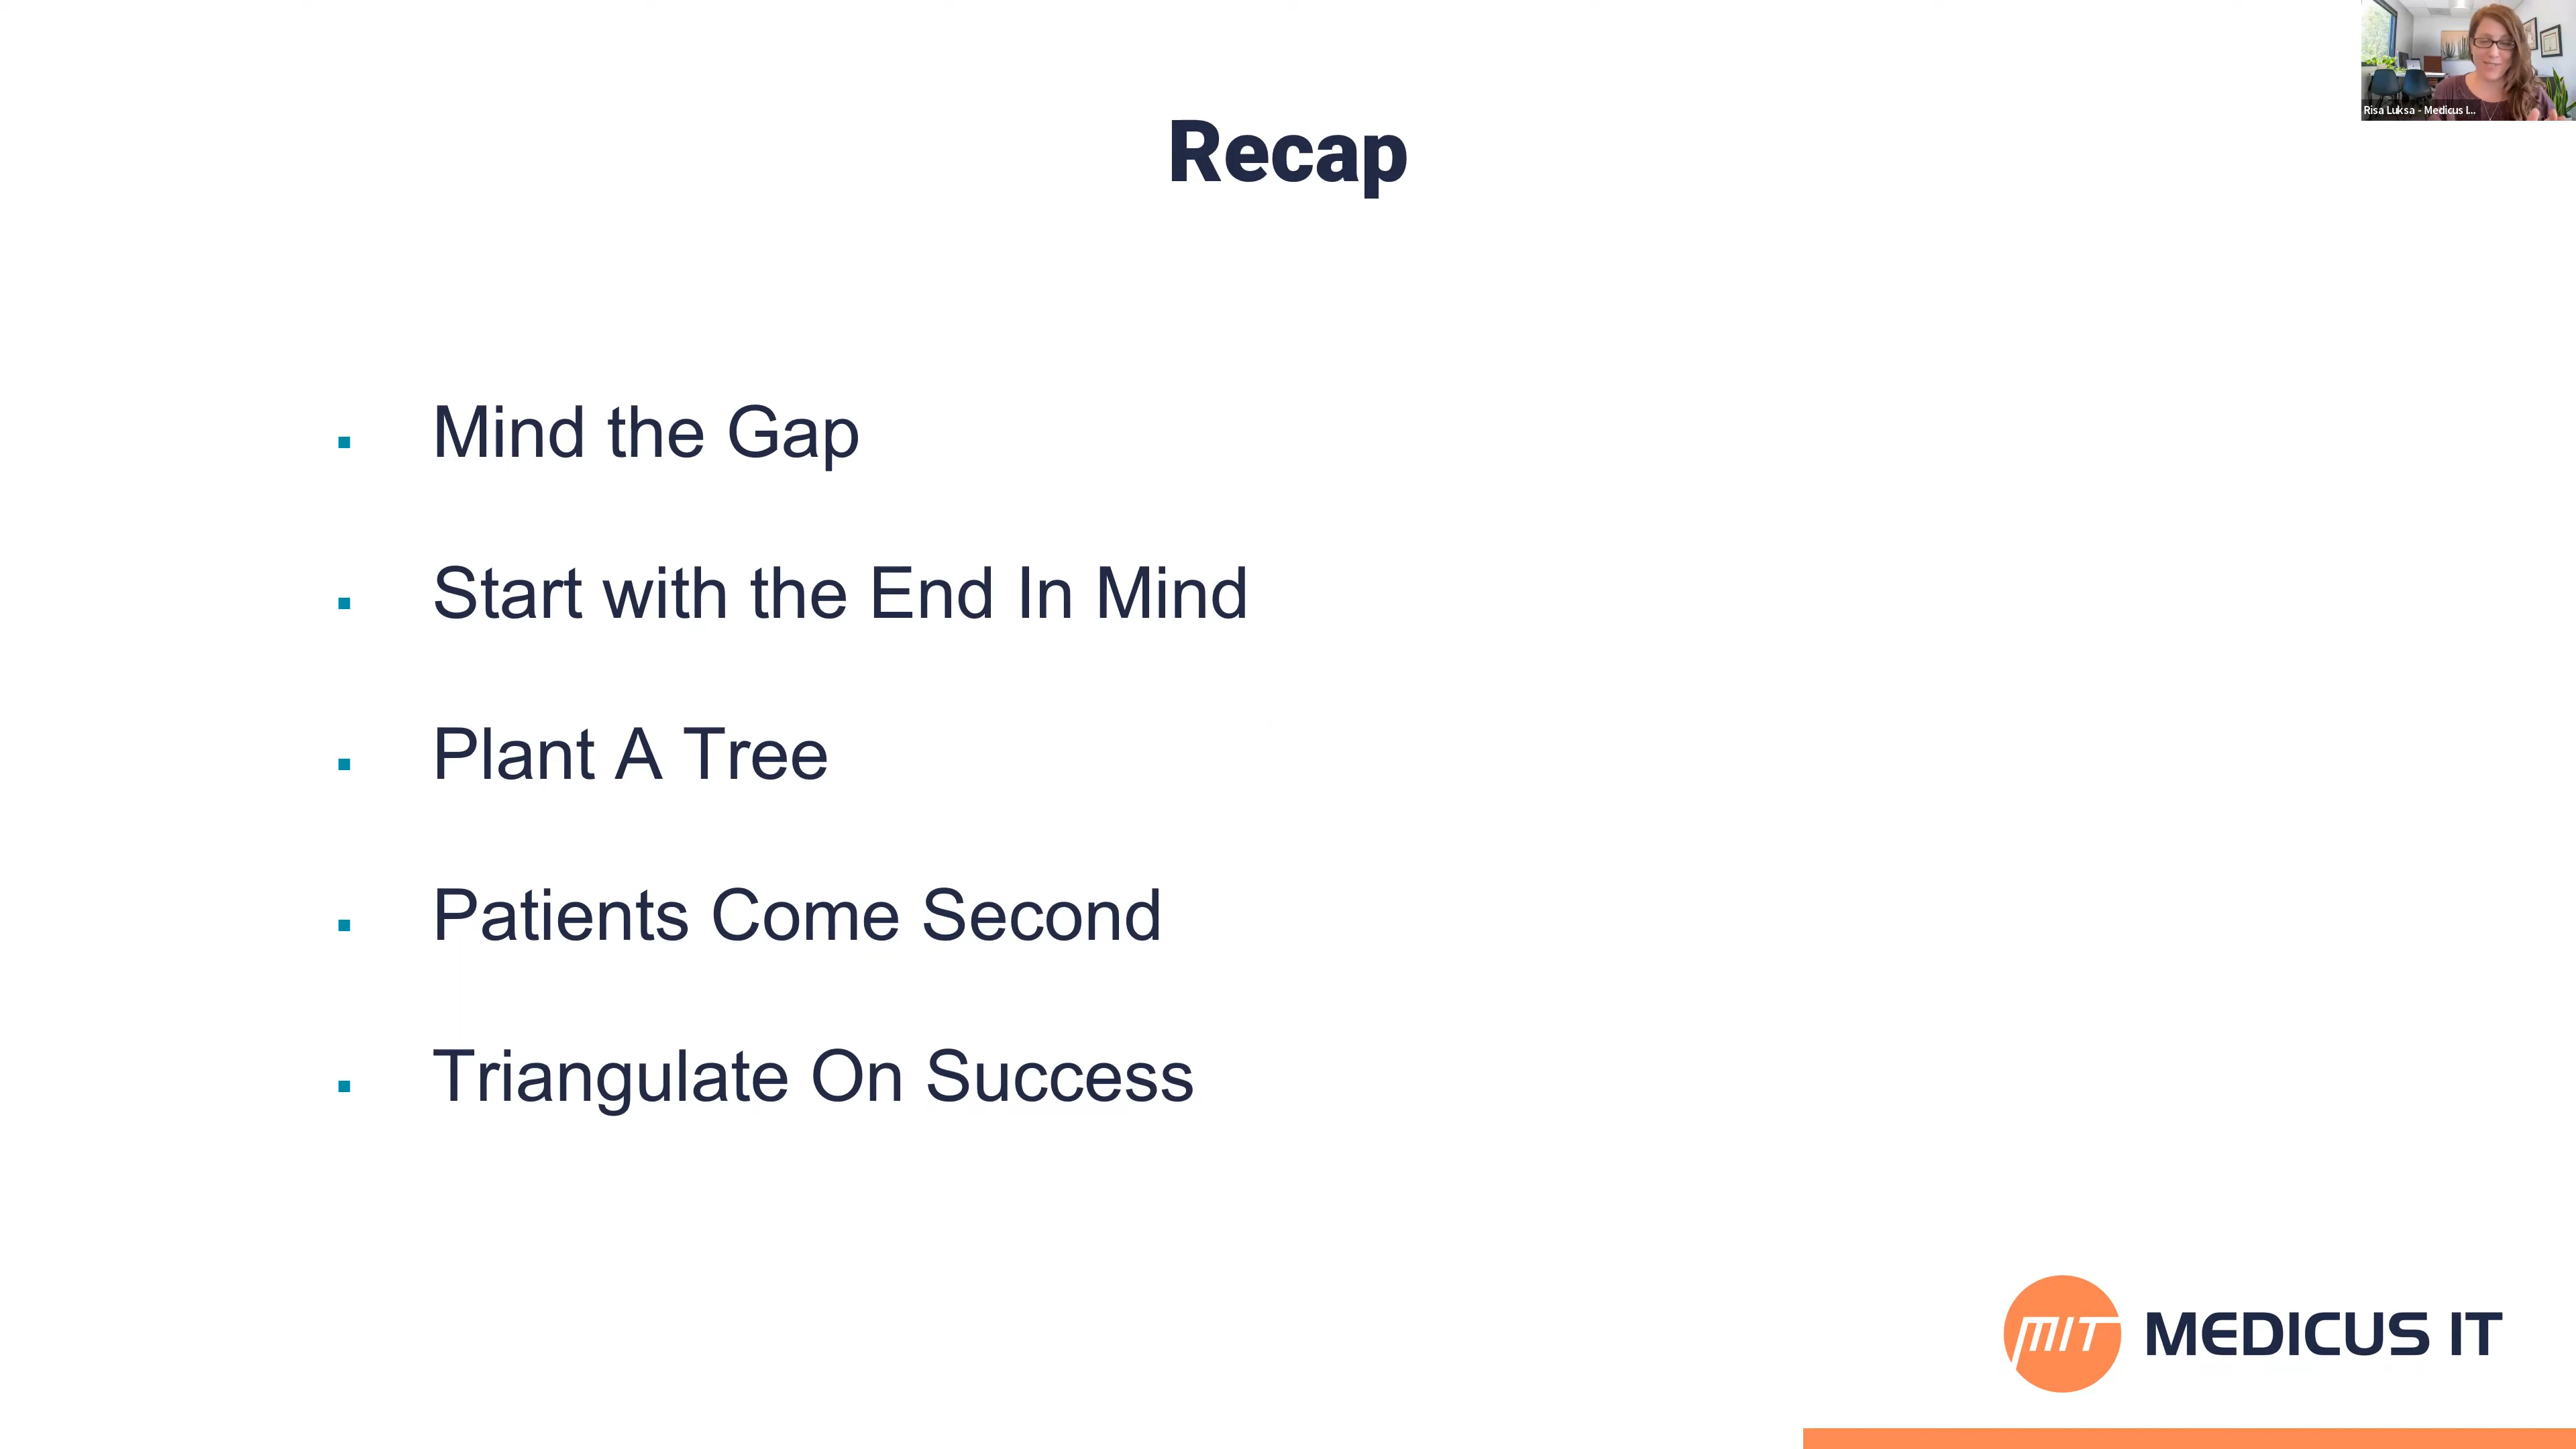 Risa Luksa - Medicus I...
Recap
Mind the Gap
Start with the End In Mind
Plant A Tree
Patients Come Second
Triangulate On Success
MIT MEDICUS IT